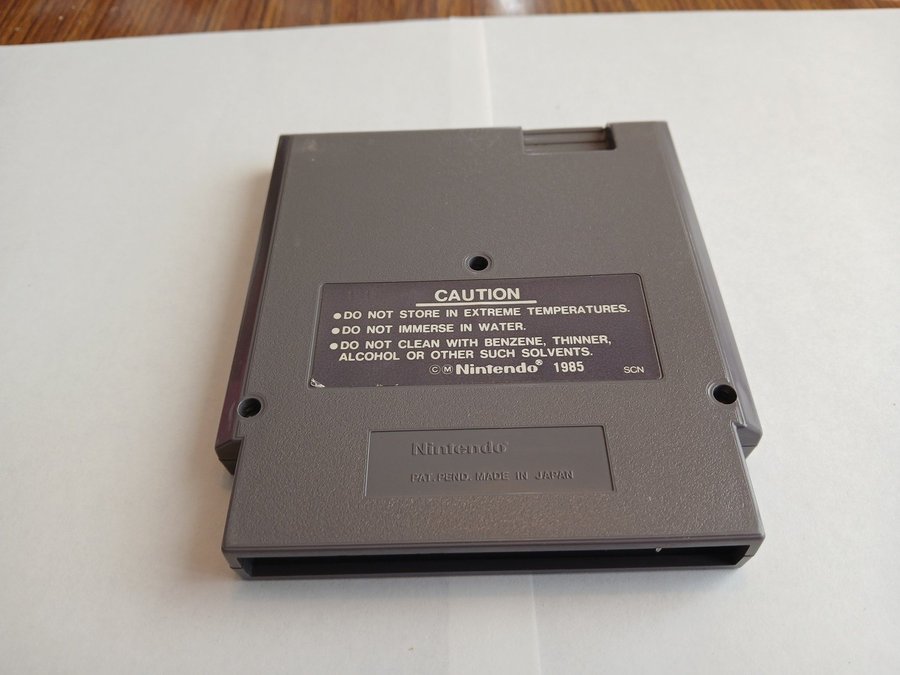 CAUTION
●DO NOT STORE IN EXTREME TEMPERATURES.
●DO NOT IMMERSE IN WATER.
●DO NOT CLEAN WITH BENZENE, THINNER,
ALCOHOL OR OTHER SUCH SOLVENTS.
ⒸⓂNintendo® 1985 SCN
Nintendo®
PAT. PEND. MADE IN JAPAN